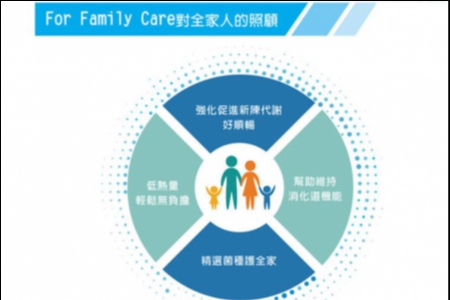 For Family Care對全家人的照顧
強化促進新陳代謝
好順暢
低熱量
輕鬆無負擔
幫助維持
消化道機能
精選菌種護全家